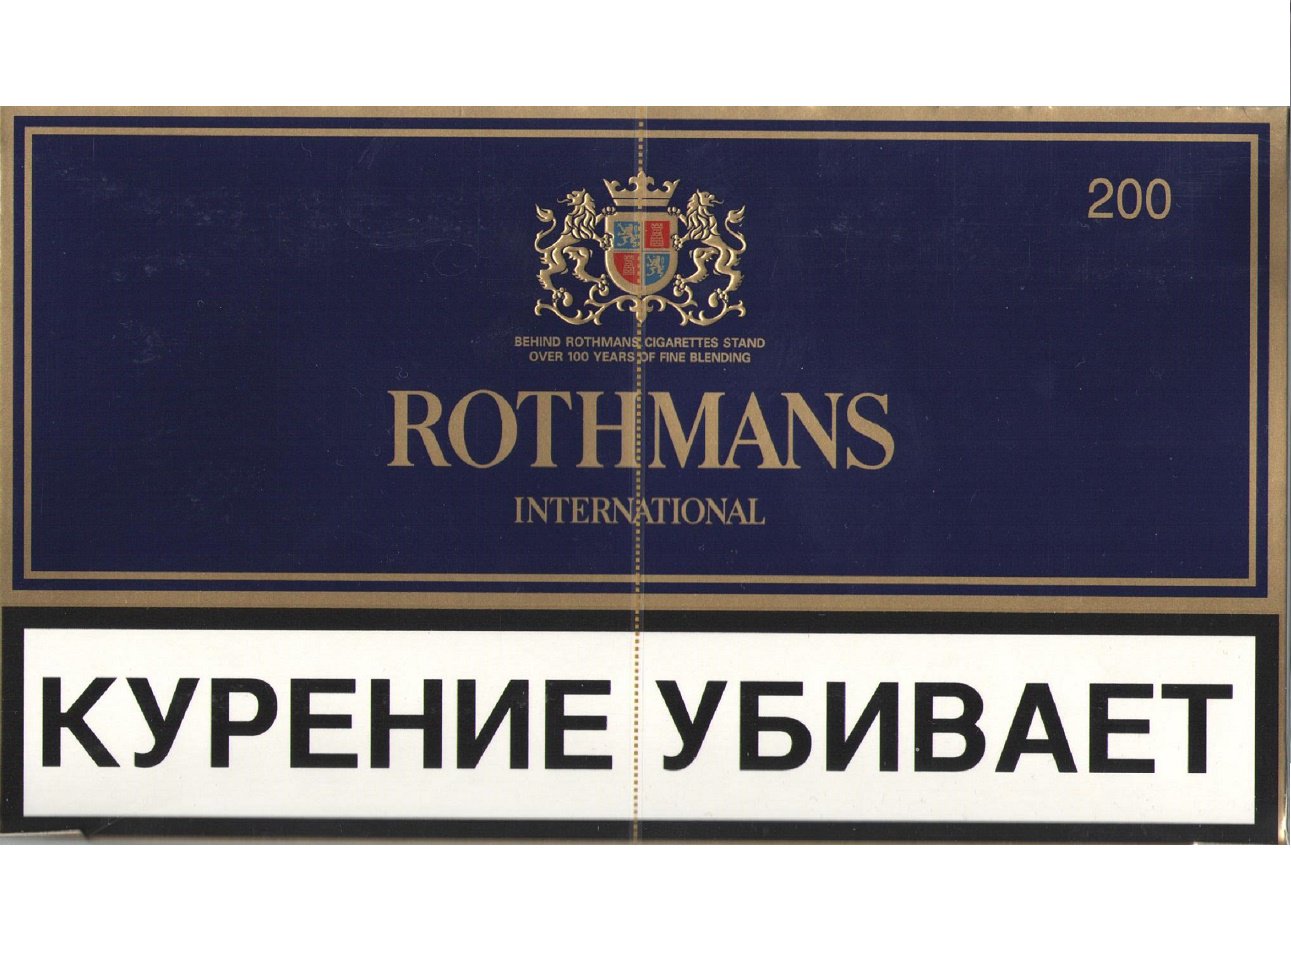 200
BEHIND ROTHMANS CIGARETTES STAND
OVER 100 YEARS OF FINE BLENDING
ROTHMANS
INTERNATIONAL
КУРЕНИЕ УБИВАЕТ